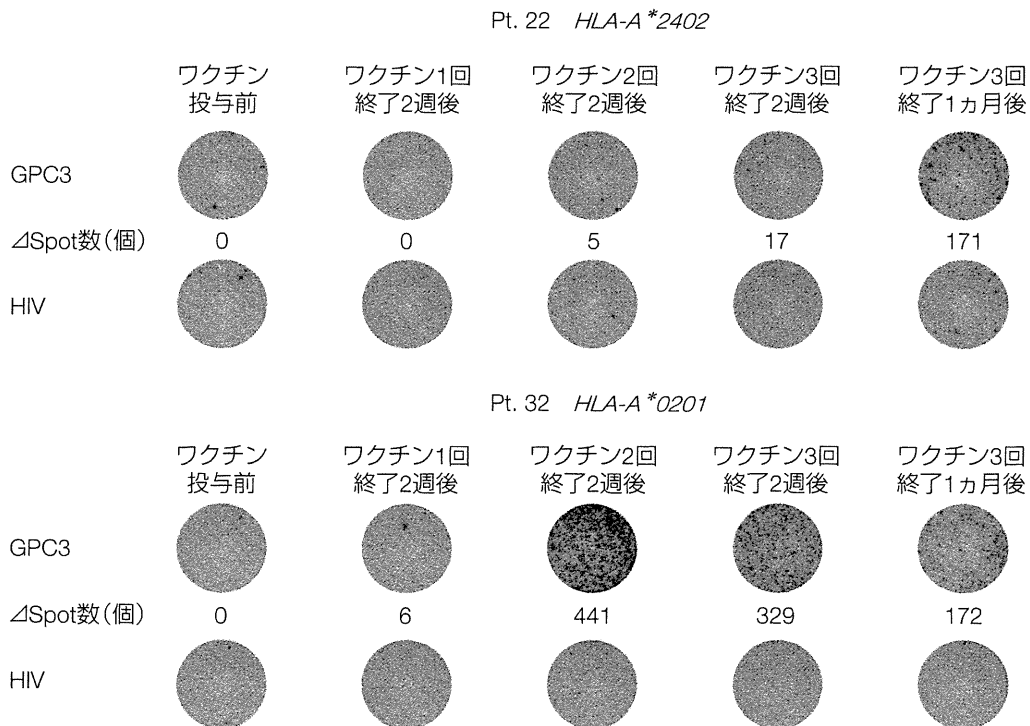 Pt. 22 HLA-A*2402
ワクチン ワクチン1回 ワクチン2回 ワクチン3回 ワクチン3回
投与前 終了2週後 終了2週後 終了2週後 終了1ヵ月後
GPC3
⊿Spot数(個) 0 0 5 17 171
HIV
Pt. 32 HLA-A*0201
ワクチン ワクチン1回 ワクチン2回 ワクチン3回 ワクチン3回
投与前 終了2週後 終了2週後 終了2週後 終了1ヵ月後
GPC3
⊿Spot数(個) 0 6 441 329 172
HIV